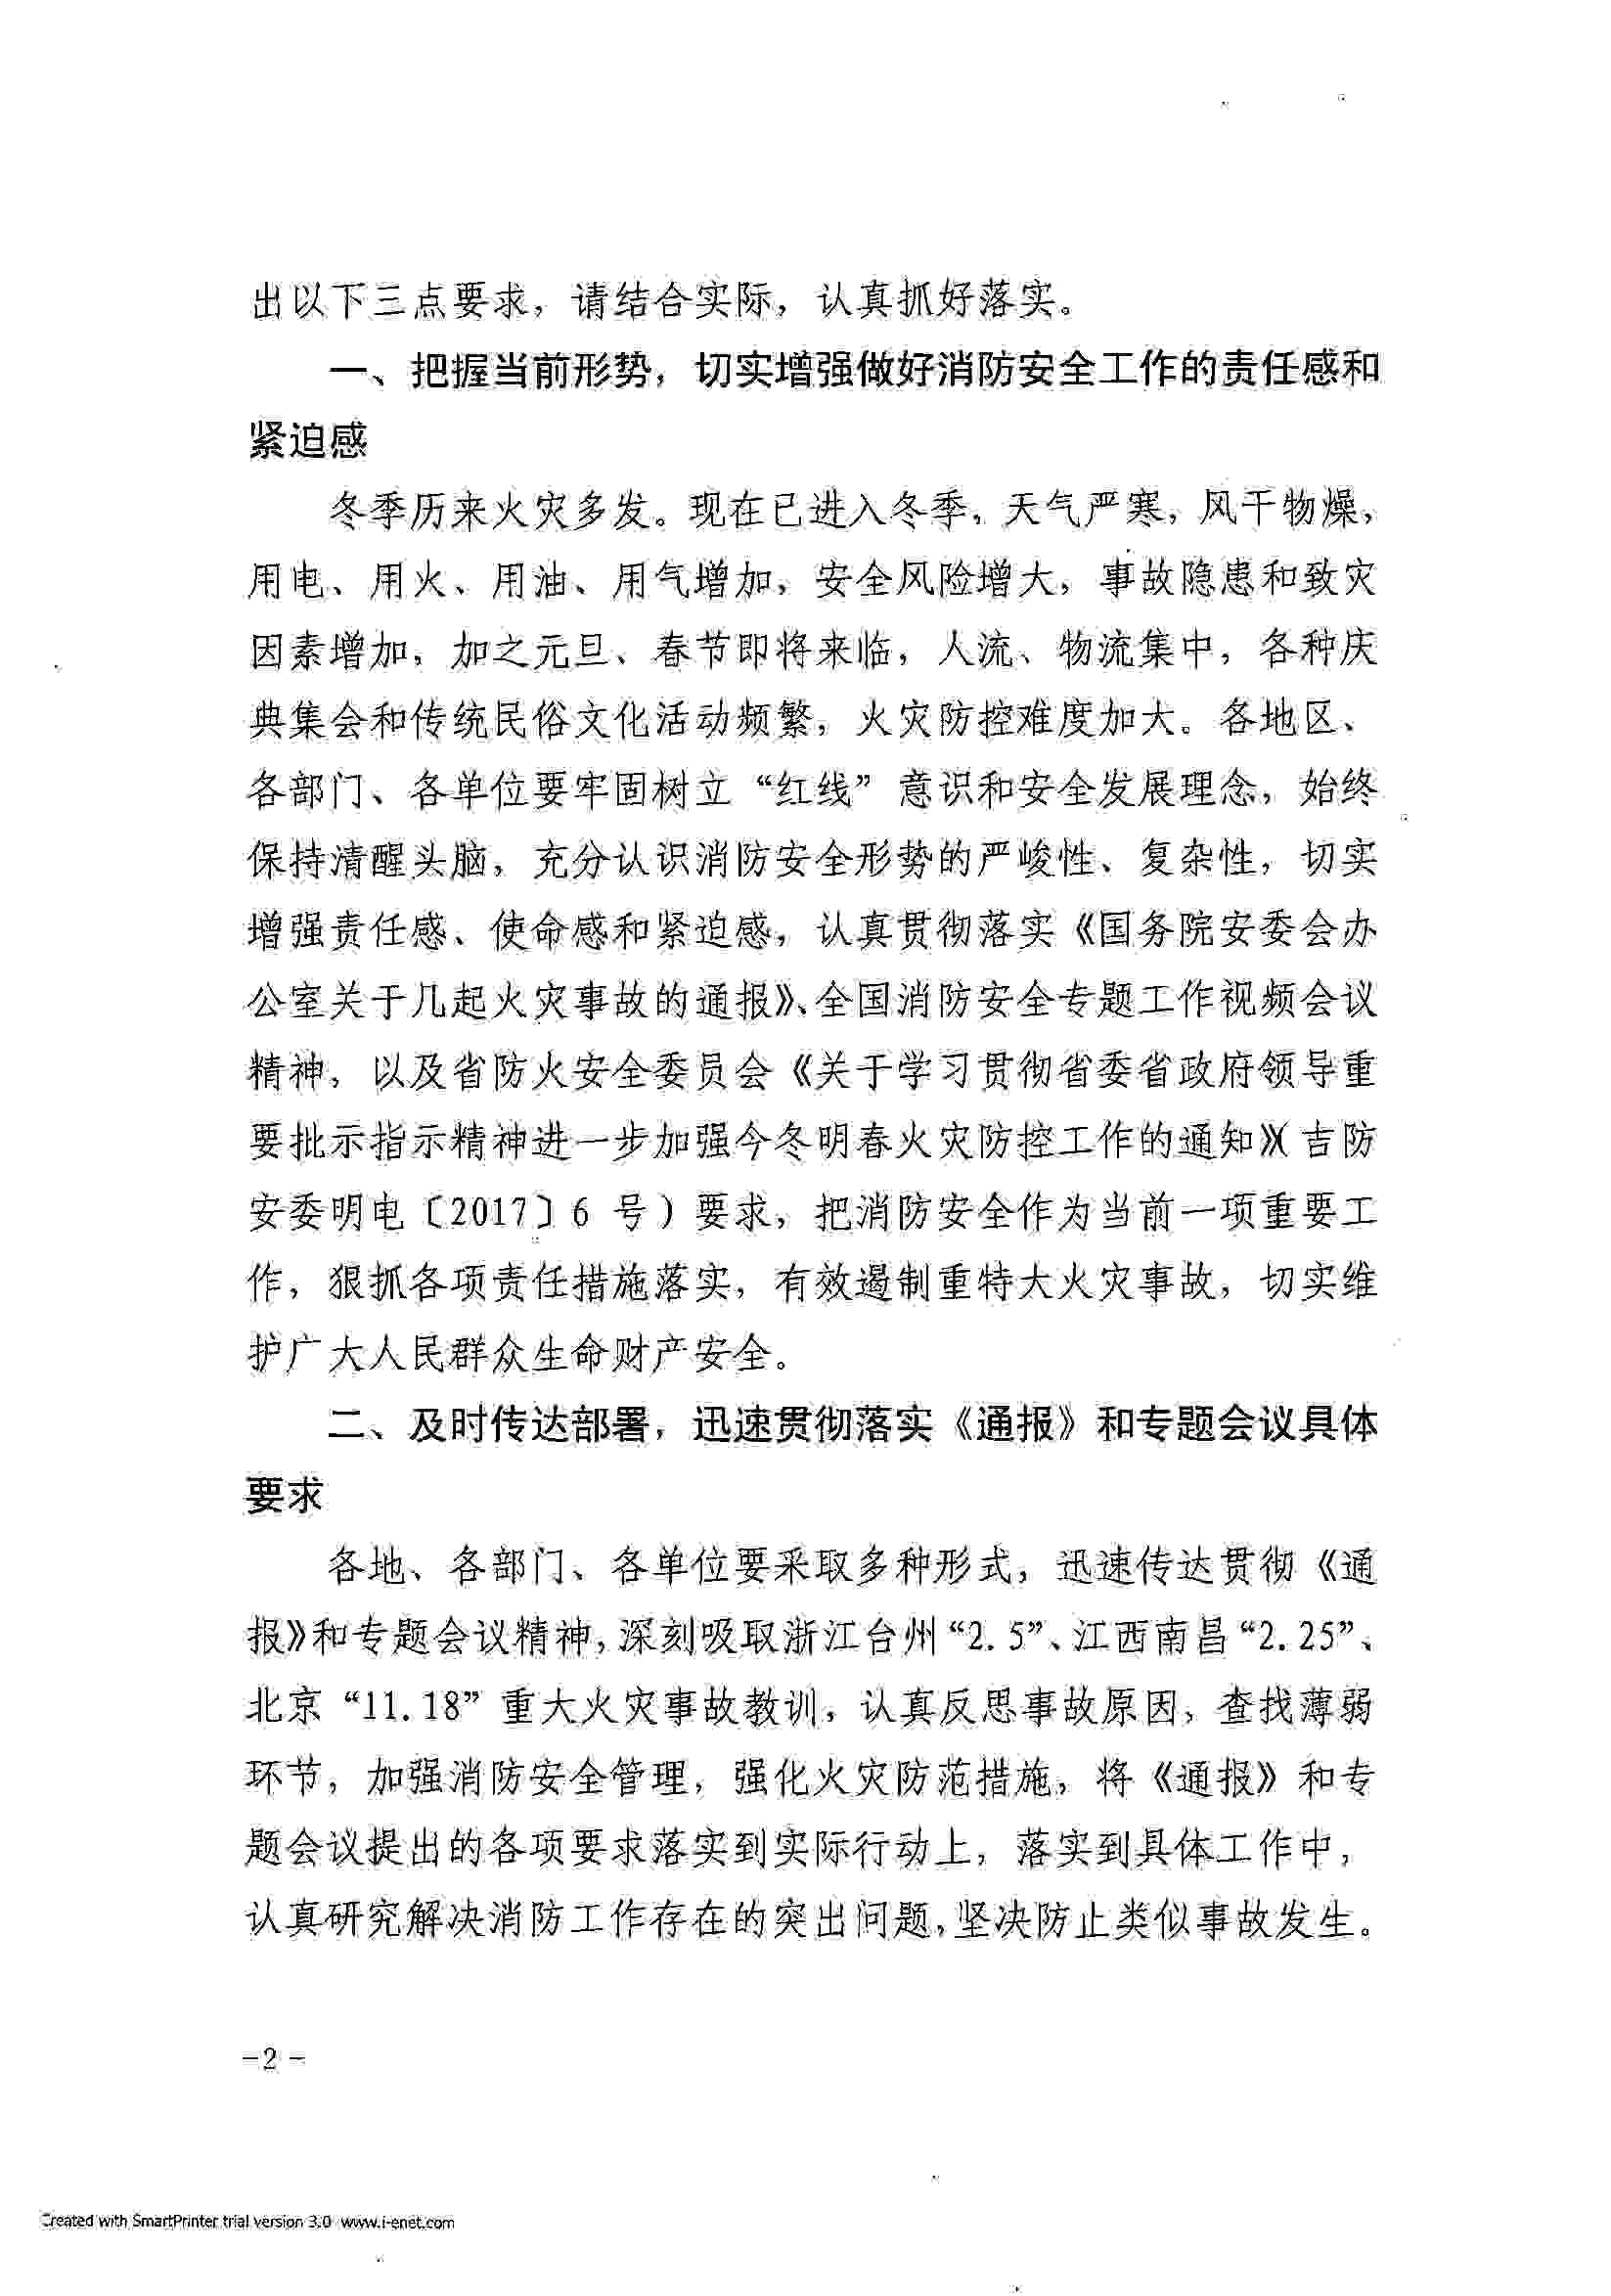 出以下三点要求，请结合实际，认真抓好落实。
一、把握当前形势，切实增强做好消防安全工作的责任感和
紧迫感
冬季历来火灾多发。现在已进入冬季，天气严寒，风干物燥，
用电、用火、用油、用气增加，安全风险增大，事故隐患和致灾
因素增加，加之元旦、春节即将来临，人流、物流集中，各种庆
典集会和传统民俗文化活动频繁，火灾防控难度加大。各地区、
各部门、各单位要牢固树立“红线”意识和安全发展理念，始终
保持清醒头脑，充分认识消防安全形势的严峻性、复杂性，切实
增强责任感、使命感和紧迫感，认真贯彻落实《国务院安委会办
公室关于几起火灾事故的通报》、全国消防安全专题工作视频会议
精神，以及省防火安全委员会《关于学习贯彻省委省政府领导重
要批示指示精神进一步加强今冬明春火灾防控工作的通知》（吉防
安委明电〔2017〕6 号）要求，把消防安全作为当前一项重要工
作，狠抓各项责任措施落实，有效遏制重特大火灾事故，切实维
护广大人民群众生命财产安全。
二、及时传达部署，迅速贯彻落实《通报》和专题会议具体
要求
各地、各部门、各单位要采取多种形式，迅速传达贯彻《通
报》和专题会议精神，深刻吸取浙江台州“2.5”、江西南昌“2.25”、
北京“11.18”重大火灾事故教训，认真反思事故原因，查找薄弱
环节，加强消防安全管理，强化火灾防范措施，将《通报》和专
题会议提出的各项要求落实到实际行动上，落实到具体工作中，
认真研究解决消防工作存在的突出问题，坚决防止类似事故发生。
-2-
Created with SmartPrinter trial version 3.0 www.i-enet.com